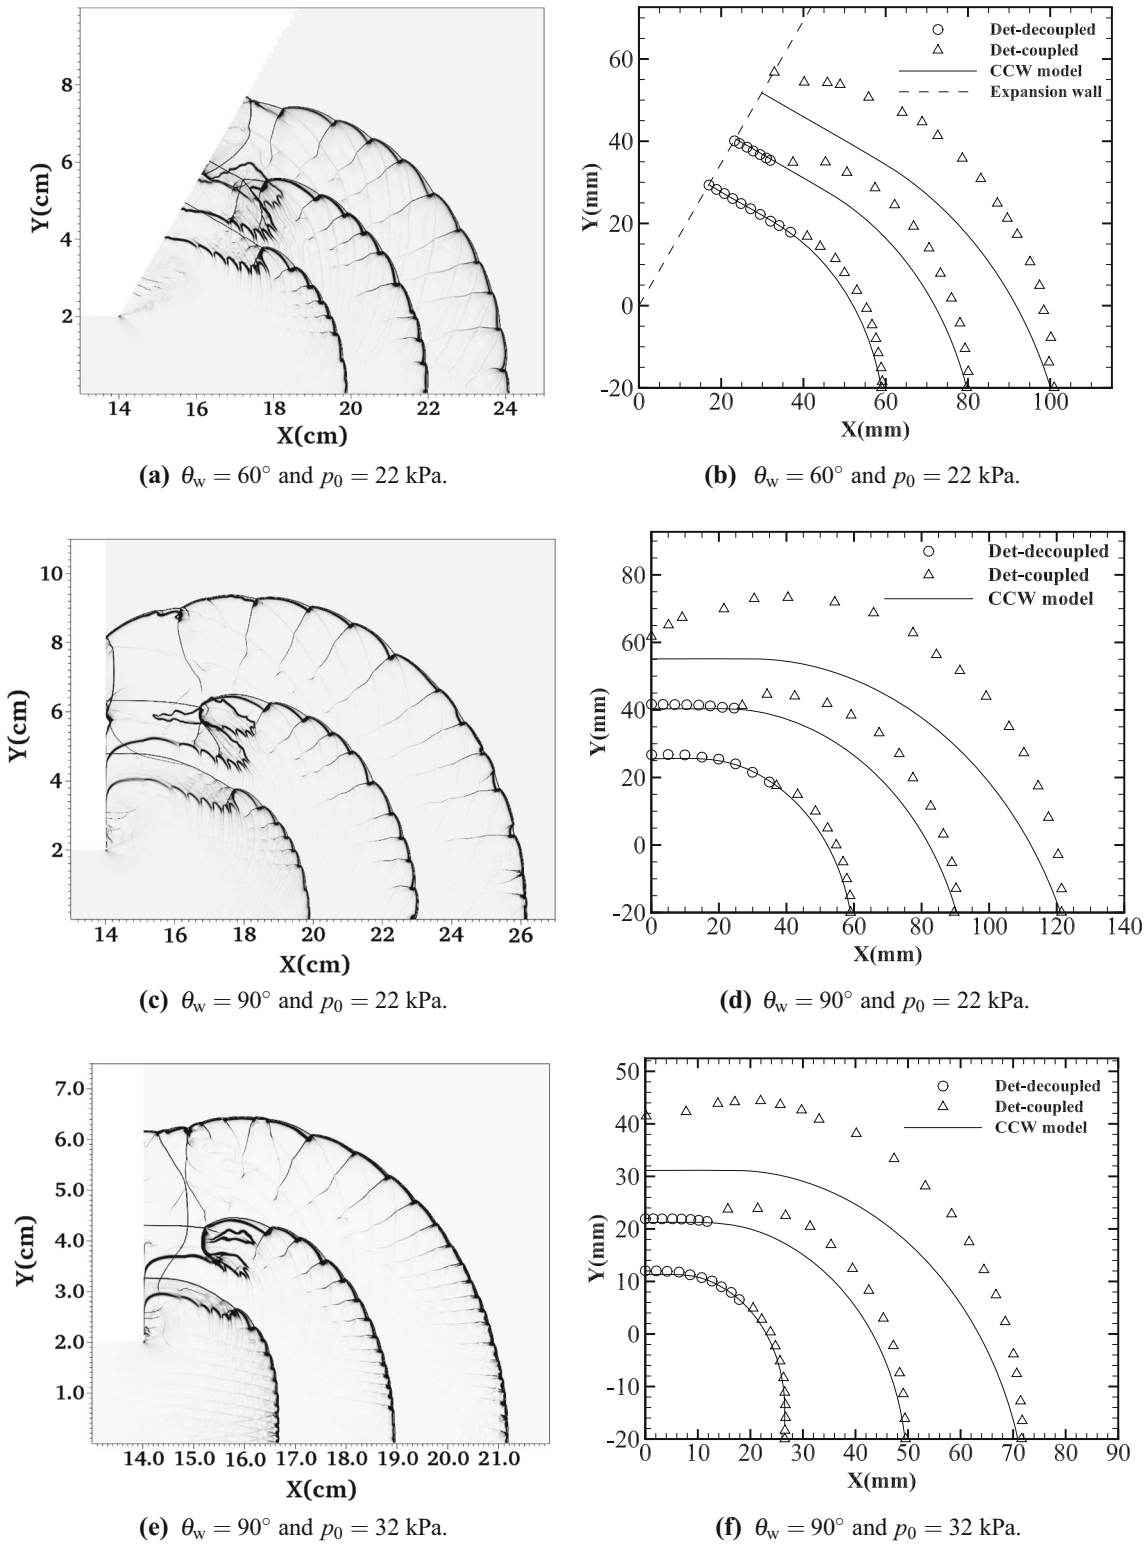 8
6
4
2
Y(cm)
14 16 18 20 22 24
X(cm)
(a) θw = 60° and p0 = 22 kPa.
60
40
20
0
-20
Y(mm)
0 20 40 60 80 100
X(mm)
Det-decoupled
Det-coupled
CCW model
Expansion wall
(b) θw = 60° and p0 = 22 kPa.
10
8
6
4
2
Y(cm)
14 16 18 20 22 24 26
X(cm)
(c) θw = 90° and p0 = 22 kPa.
80
60
40
20
0
-20
Y(mm)
0 20 40 60 80 100 120 140
X(mm)
Det-decoupled
Det-coupled
CCW model
(d) θw = 90° and p0 = 22 kPa.
7.0
6.0
5.0
4.0
3.0
2.0
1.0
Y(cm)
14.0 15.0 16.0 17.0 18.0 19.0 20.0 21.0
X(cm)
(e) θw = 90° and p0 = 32 kPa.
50
40
30
20
10
0
-10
-20
Y(mm)
0 10 20 30 40 50 60 70 80 90
X(mm)
Det-decoupled
Det-coupled
CCW model
(f) θw = 90° and p0 = 32 kPa.